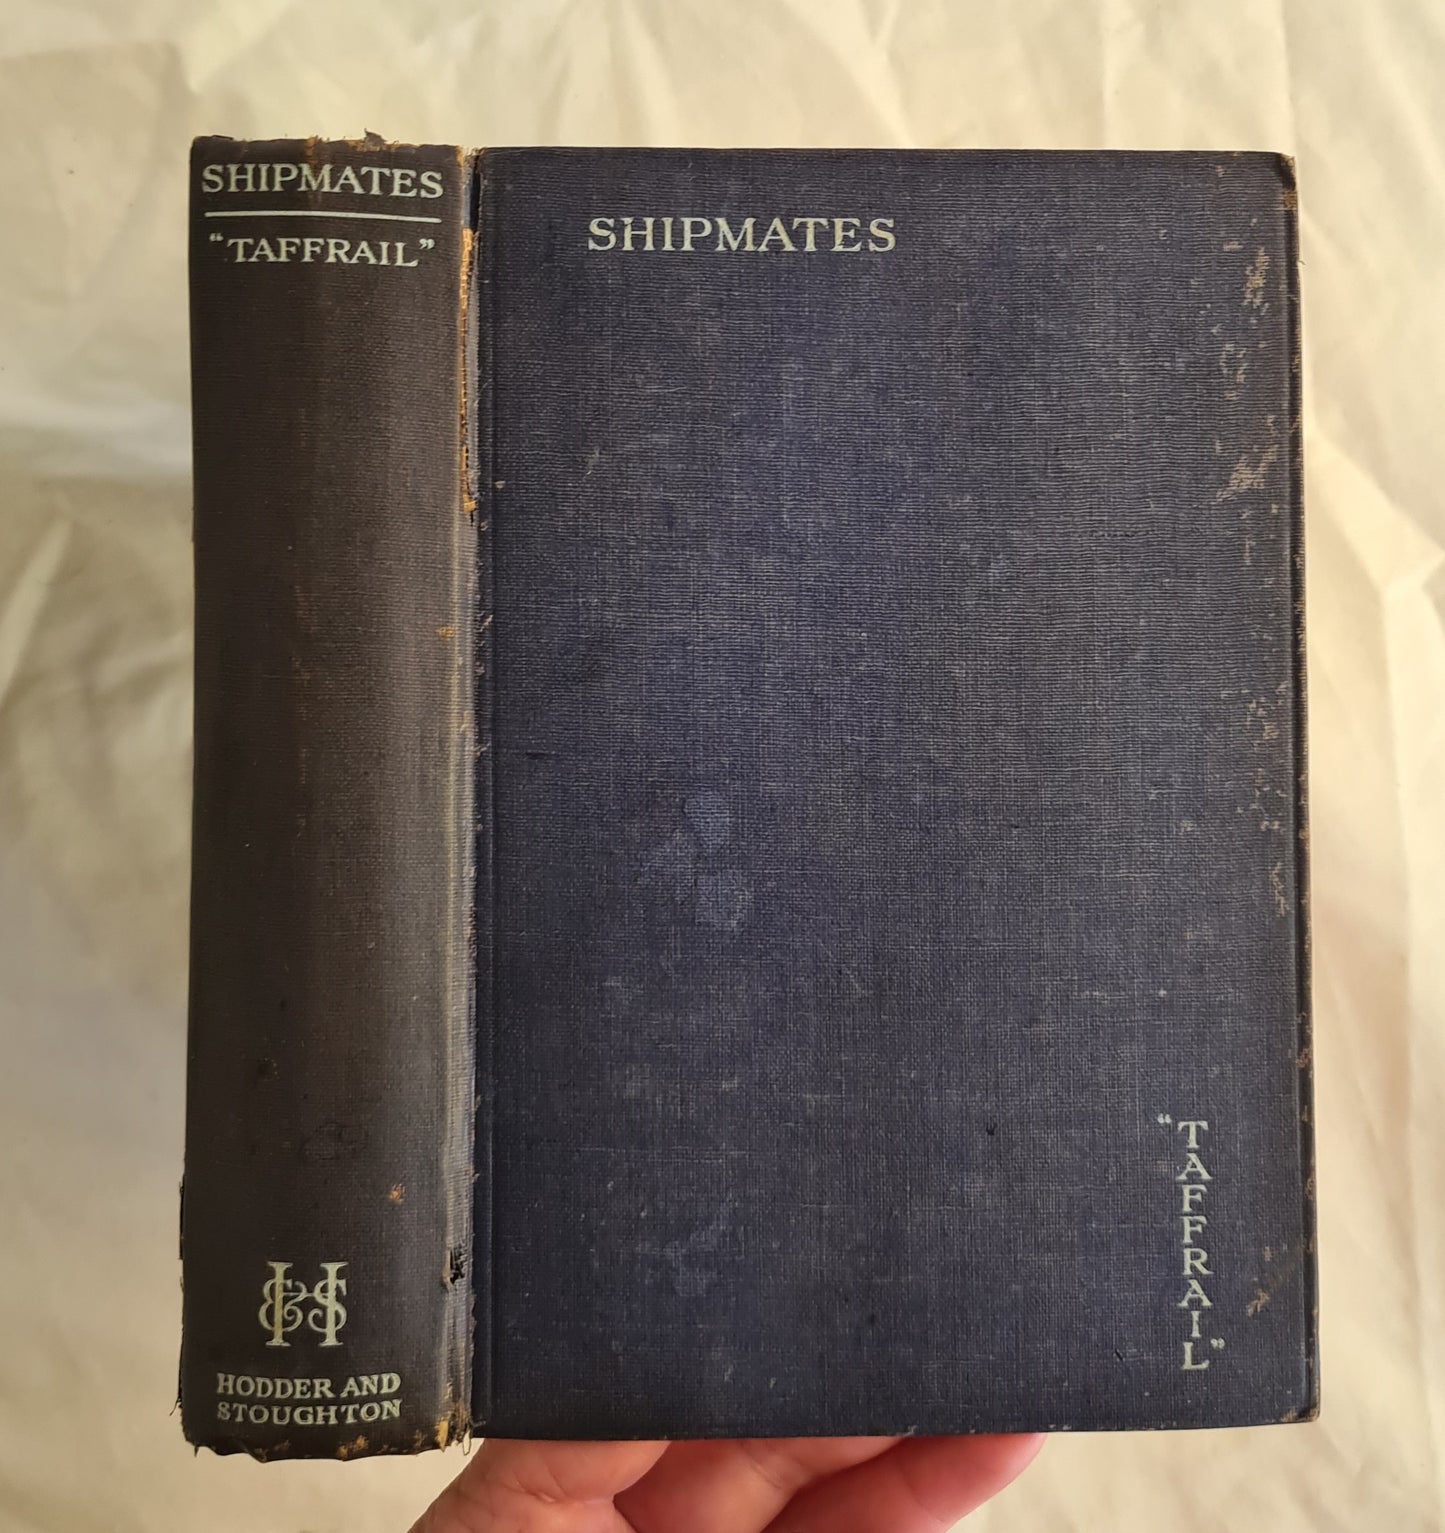 SHIPMATES
“TAFFRAIL”
H&S
HODDER AND
STOUGHTON
SHIPMATES
“TAFFRAIL”